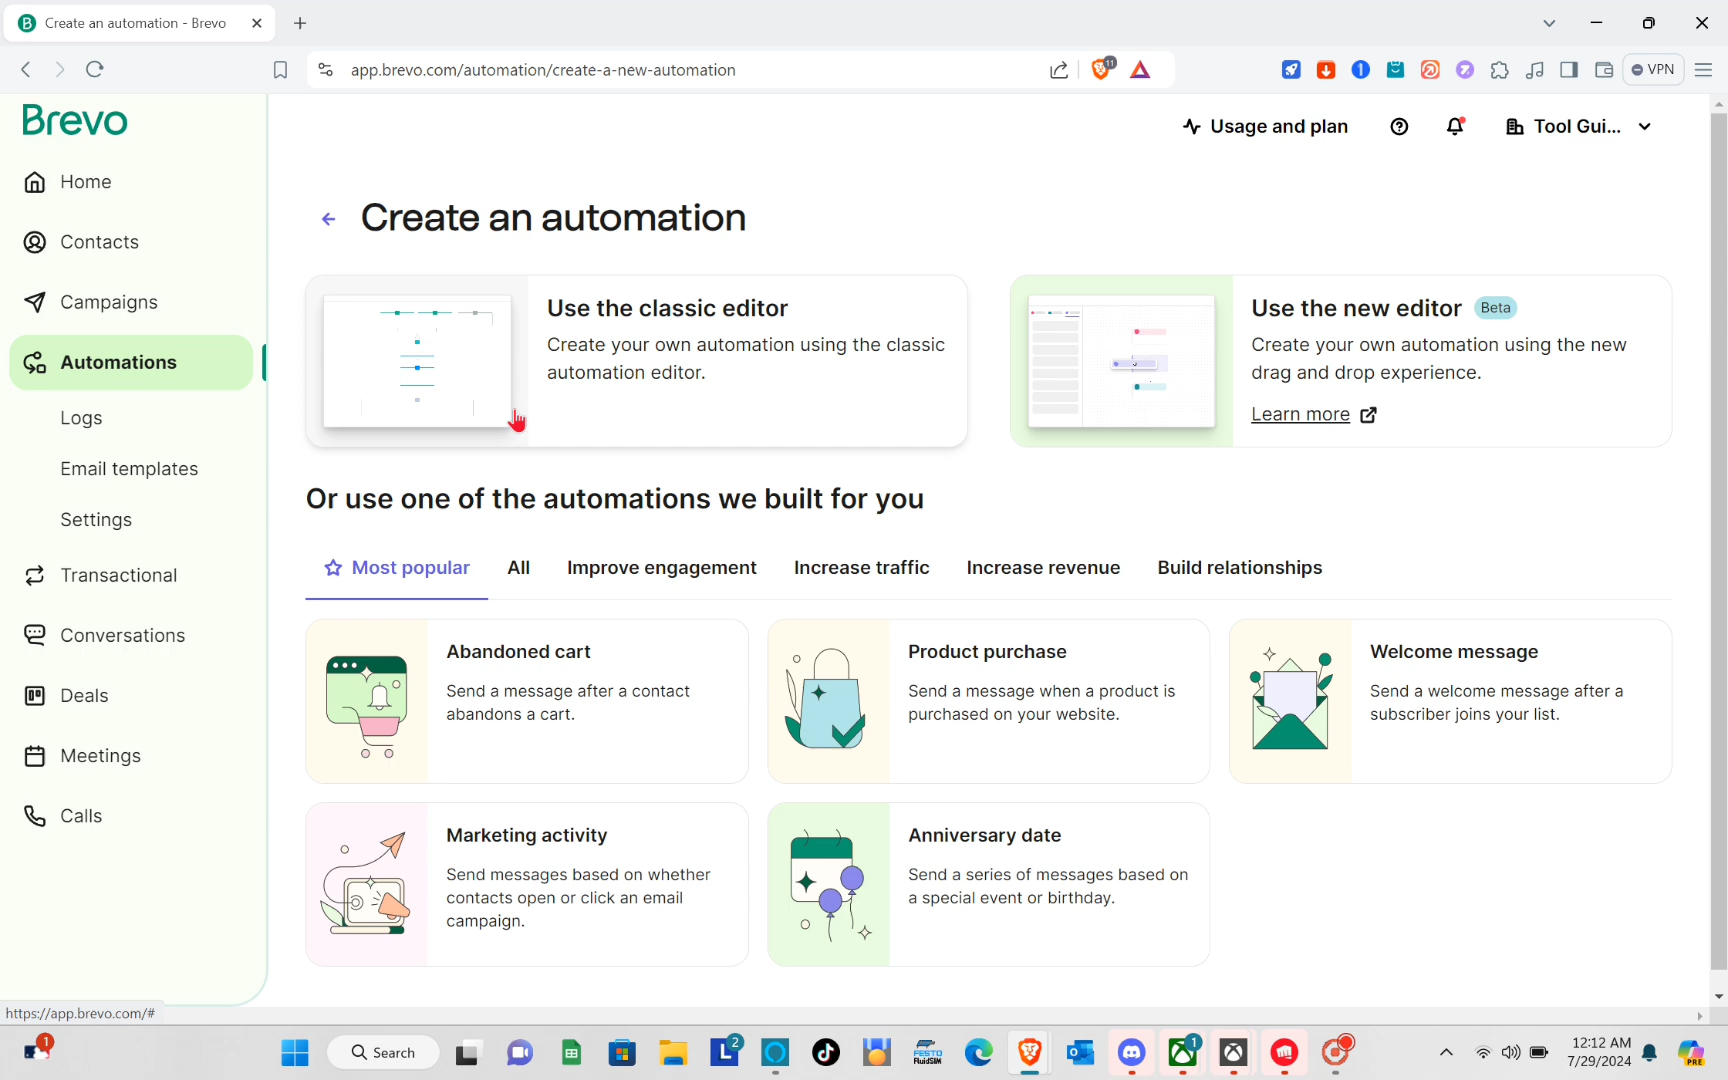 Create an automation - Brevo
app.brevo.com/automation/create-a-new-automation
11
VPN
Brevo
Usage and plan
Tool Gui...
Home
Contacts
Campaigns
Automations
Logs
Email templates
Settings
Transactional
Conversations
Deals
Meetings
Calls
Create an automation
Use the classic editor
Create your own automation using the classic
automation editor.
Use the new editor
Beta
Create your own automation using the new
drag and drop experience.
Learn more
Or use one of the automations we built for you
Most popular
All
Improve engagement
Increase traffic
Increase revenue
Build relationships
Abandoned cart
Send a message after a contact
abandons a cart.
Product purchase
Send a message when a product is
purchased on your website.
Welcome message
Send a welcome message after a
subscriber joins your list.
Marketing activity
Send messages based on whether
contacts open or click an email
campaign.
Anniversary date
Send a series of messages based on
a special event or birthday.
https://app.brevo.com/#
1
Search
L
2
FESTO
FluidSIM
1
12:12 AM
7/29/2024
PRE